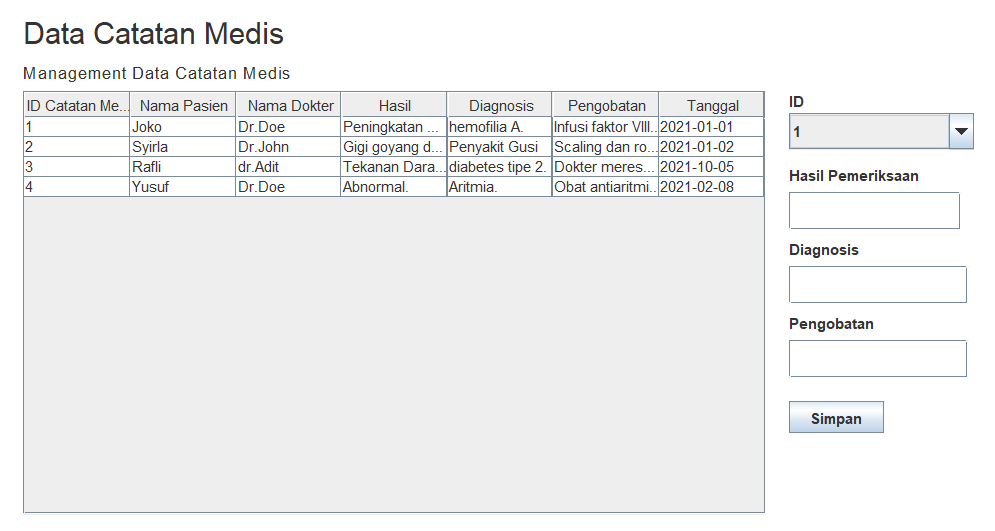 Data Catatan Medis
Management Data Catatan Medis
ID Catatan Me... Nama Pasien Nama Dokter Hasil Diagnosis Pengobatan Tanggal
1 Joko Dr.Doe Peningkatan ... hemofilia A. Infusi faktor VIII... 2021-01-01
2 Syirla Dr.John Gigi goyang d... Penyakit Gusi Scaling dan ro... 2021-01-02
3 Rafli dr.Adit Tekanan Dara... diabetes tipe 2. Dokter meres... 2021-10-05
4 Yusuf Dr.Doe Abnormal. Aritmia. Obat antiaritmi... 2021-02-08
ID
1
Hasil Pemeriksaan
Diagnosis
Pengobatan
Simpan